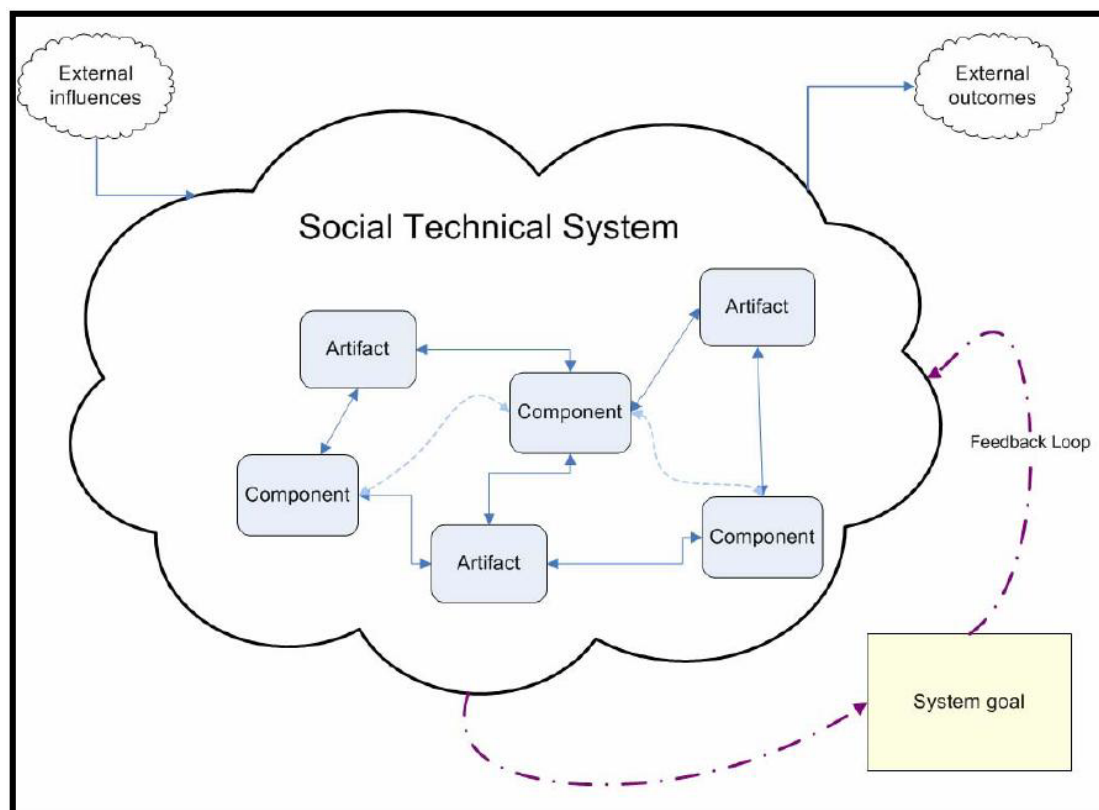 External
influences
External
outcomes
Social Technical System
Artifact
Artifact
Component
Component
Artifact
Component
Feedback Loop
System goal